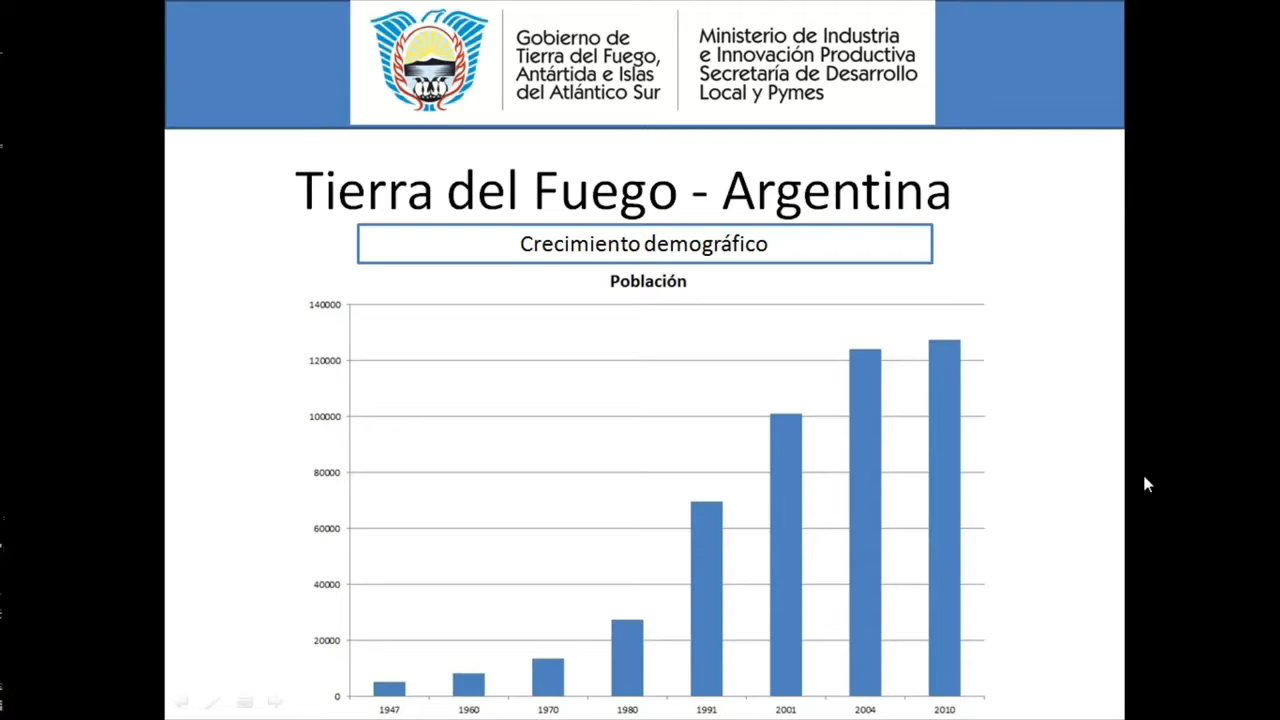 Gobierno de
Tierra del Fuego,
Antártida e Islas
del Atlántico Sur
Ministerio de Industria
e Innovación Productiva
Secretaría de Desarrollo
Local y Pymes
Tierra del Fuego - Argentina
Crecimiento demográfico
Población
140000
120000
100000
80000
60000
40000
20000
0
1947 1960 1970 1980 1991 2001 2004 2010